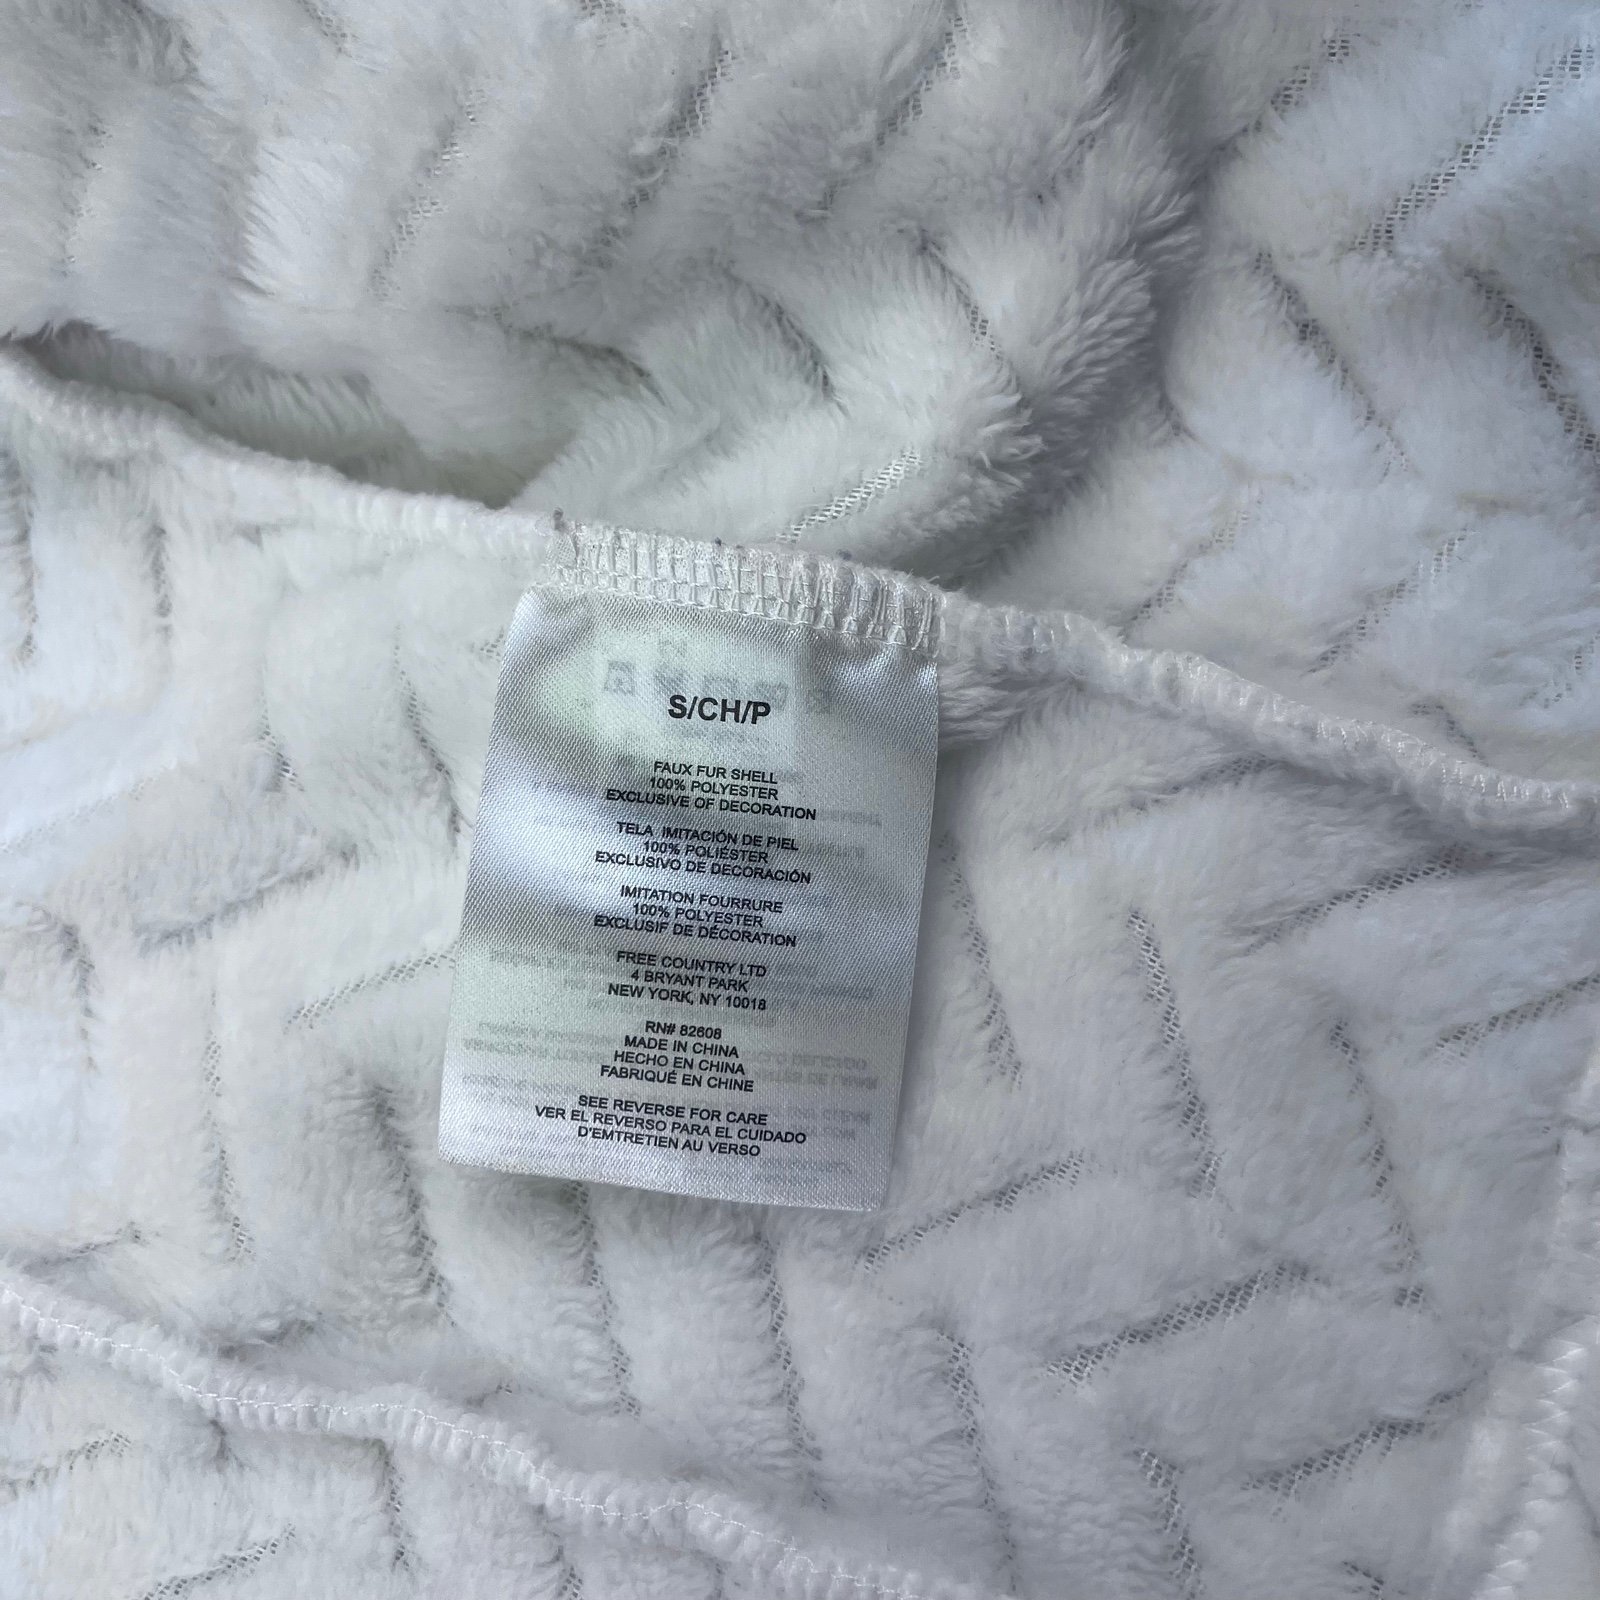 S/CH/P
FAUX FUR SHELL
100% POLYESTER
EXCLUSIVE OF DECORATION
TELA IMITACIÓN DE PIEL
100% POLIÉSTER
EXCLUSIVO DE DECORACIÓN
IMITATION FOURRURE
100% POLYESTER
EXCLUSIF DE DÉCORATION
FREE COUNTRY LTD
4 BRYANT PARK
NEW YORK, NY 10018
RN# 82608
MADE IN CHINA
HECHO EN CHINA
FABRIQUÉ EN CHINE
SEE REVERSE FOR CARE
VER EL REVERSO PARA EL CUIDADO
D'EMTRETIEN AU VERSO